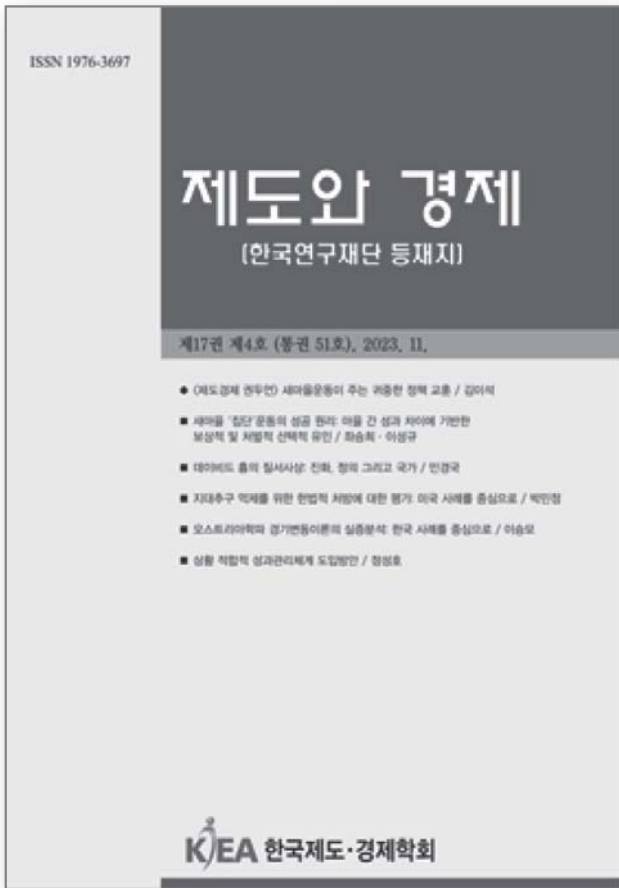 ISSN 1976-3697
제도와 경제
(한국연구재단 등재지)
제17권 제4호 (통권 51호), 2023. 11.
● (제도경제 권두언) 새마을운동이 주는 귀중한 정책 교훈 / 김이석
■ 새마을 '집단'운동의 성공 원리: 마을 간 성과 차이에 기반한
보상적 및 처벌적 선택적 유인 / 좌승희 · 이성규
■ 데이비드 흄의 질서사상: 진화, 정의 그리고 국가 / 민경국
■ 지대추구 억제를 위한 헌법적 처방에 대한 평가: 미국 사례를 중심으로 / 박민정
■ 오스트리아학파 경기변동이론의 실증분석: 한국 사례를 중심으로 / 이승모
■ 상황 적합적 성과관리체계 도입방안 / 정성호
KIEA 한국제도·경제학회